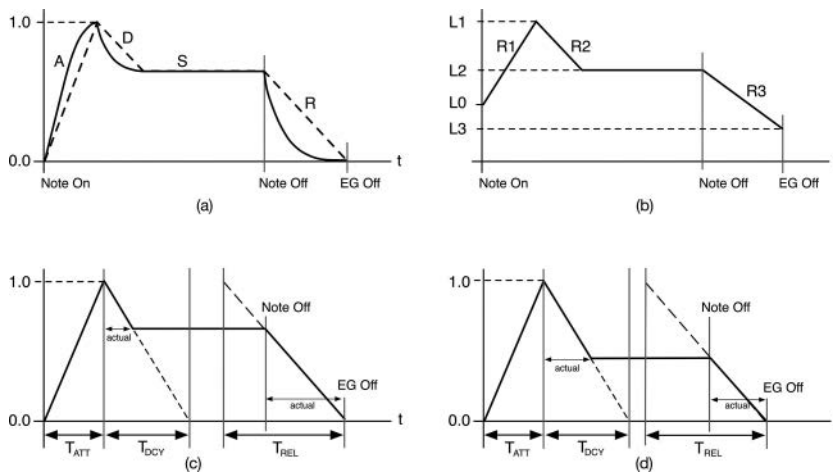 1.0
A
D
S
R
0.0
t
Note On
Note Off
EG Off
(a)
L1
R1
R2
L2
R3
L0
L3
Note On
Note Off
EG Off
(b)
1.0
Note Off
actual
EG Off
actual
0.0
t
TATT
TDCY
TREL
(c)
1.0
Note Off
actual
EG Off
actual
0.0
TATT
TDCY
TREL
(d)